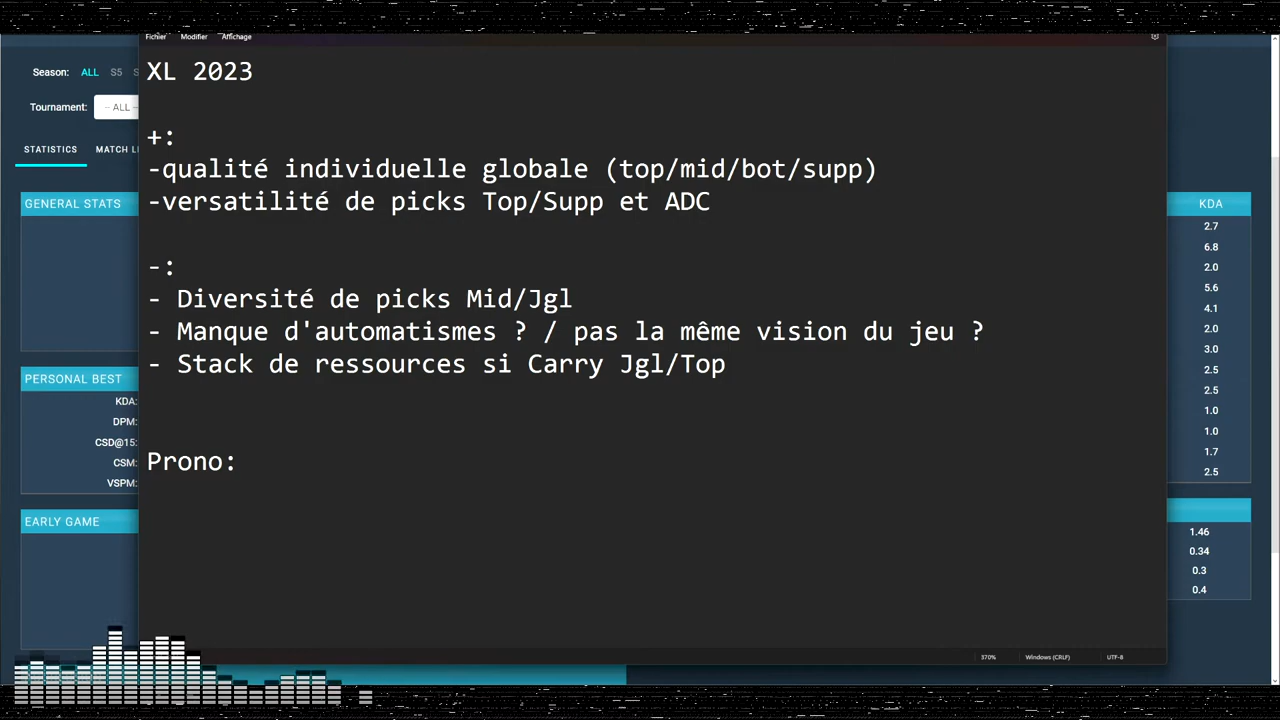 Fichier Modifier Affichage
Season: ALL S5
XL 2023
Tournament: -- ALL --
+:
STATISTICS MATCH
-qualité individuelle globale (top/mid/bot/supp)
-versatilité de picks Top/Supp et ADC
GENERAL STATS
KDA
2.7
6.8
-:
2.0
5.6
- Diversité de picks Mid/Jgl
4.1
- Manque d'automatismes ? / pas la même vision du jeu ?
2.0
3.0
- Stack de ressources si Carry Jgl/Top
2.5
PERSONAL BEST
2.5
KDA:
1.0
DPM:
1.0
CSD@15:
1.7
CSM:
Prono:
2.5
VSPM:
EARLY GAME
1.46
0.34
0.3
0.4
370% Windows (CRLF) UTF-8